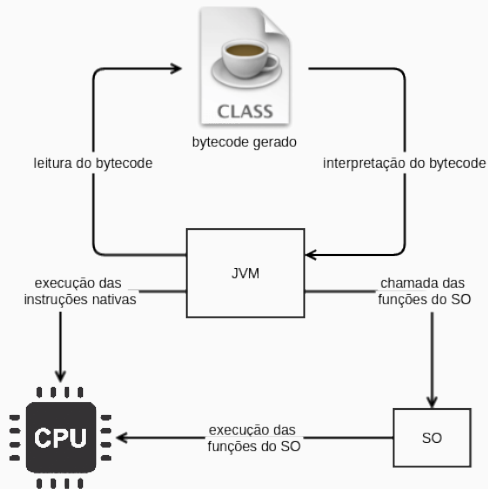 CLASS
bytecode gerado
leitura do bytecode
interpretação do bytecode
JVM
execução das
instruções nativas
chamada das
funções do SO
CPU
execução das
funções do SO
SO